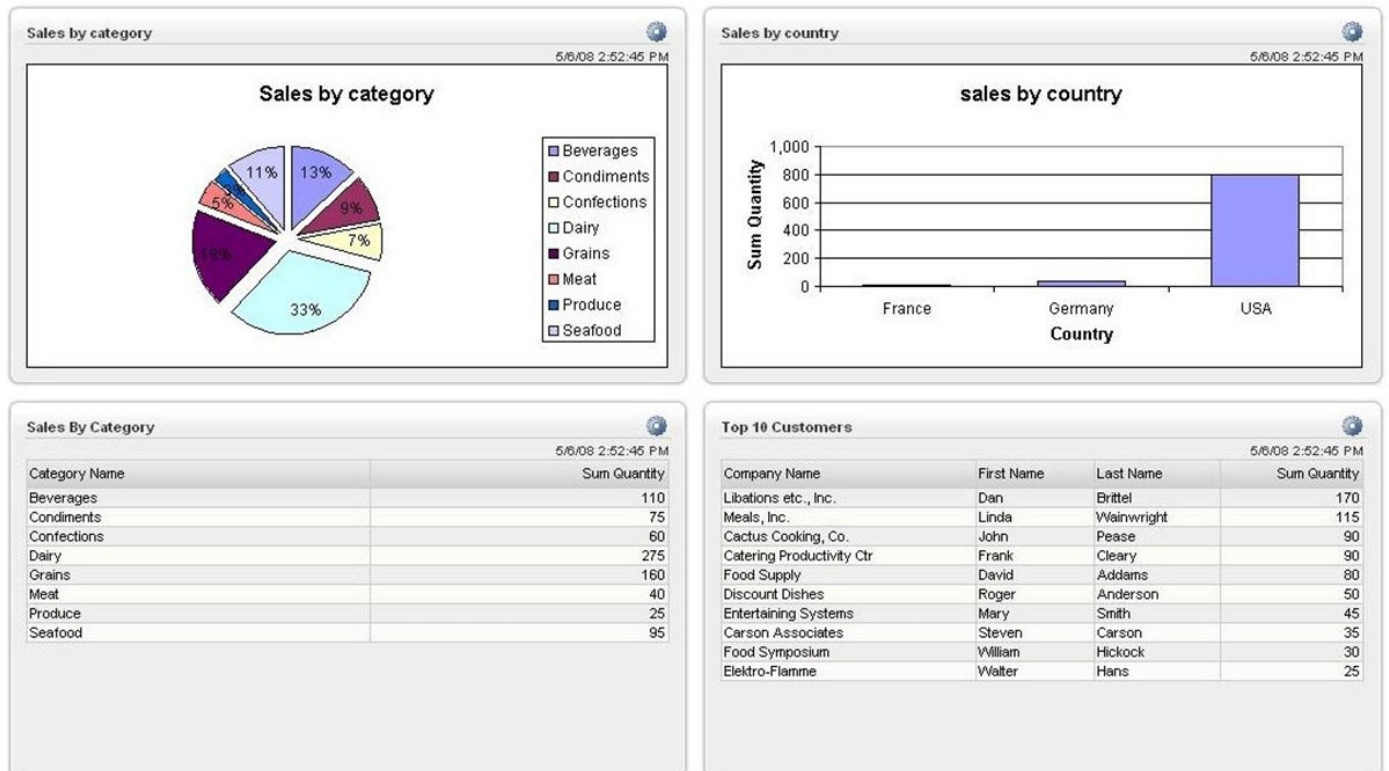 Sales by category
5/6/08 2:52:45 PM
Sales by category
11%
13%
3%
5%
9%
7%
19%
33%
Beverages
Condiments
Confections
Dairy
Grains
Meat
Produce
Seafood
Sales by country
5/6/08 2:52:45 PM
sales by country
Sum Quantity
1,000
800
600
400
200
0
France Germany USA
Country
Sales By Category
5/6/08 2:52:45 PM
Category Name Sum Quantity
Beverages 110
Condiments 75
Confections 60
Dairy 275
Grains 160
Meat 40
Produce 25
Seafood 95
Top 10 Customers
5/6/08 2:52:45 PM
Company Name First Name Last Name Sum Quantity
Libations etc., Inc. Dan Brittel 170
Meals, Inc. Linda Wainwright 115
Cactus Cooking, Co. John Pease 90
Catering Productivity Ctr Frank Cleary 90
Food Supply David Addams 80
Discount Dishes Roger Anderson 50
Entertaining Systems Mary Smith 45
Carson Associates Steven Carson 35
Food Symposium William Hickock 30
Elektro-Flamme Walter Hans 25